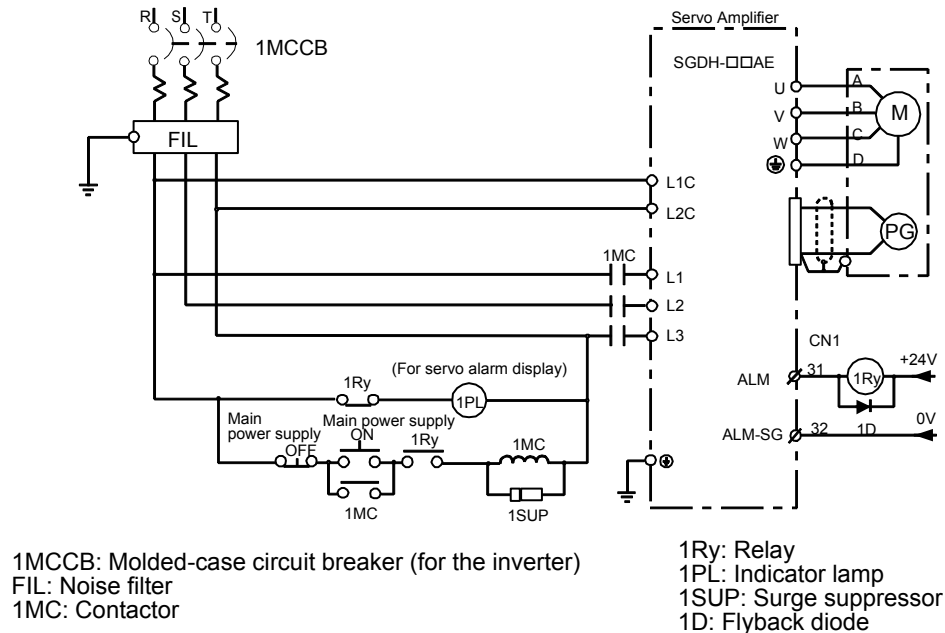 R S T
1MCCB
FIL
Servo Amplifier
SGDH-□□AE
U
V
W
A
B
C
D
M
PG
L1C
L2C
1MC
L1
L2
L3
(For servo alarm display)
1Ry
1PL
Main
power supply
OFF
Main power supply
ON
1Ry
1MC
1MC
1SUP
CN1
ALM
31
1Ry
+24V
ALM-SG
32
1D
0V
1MCCB: Molded-case circuit breaker (for the inverter)
FIL: Noise filter
1MC: Contactor
1Ry: Relay
1PL: Indicator lamp
1SUP: Surge suppressor
1D: Flyback diode